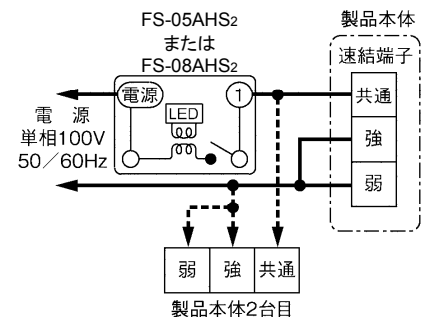 FS-05AHS2
または
FS-08AHS2
製品本体
速結端子
電源
1
共通
LED
電 源
単相100V
50／60Hz
強
弱
弱
強
共通
製品本体2台目